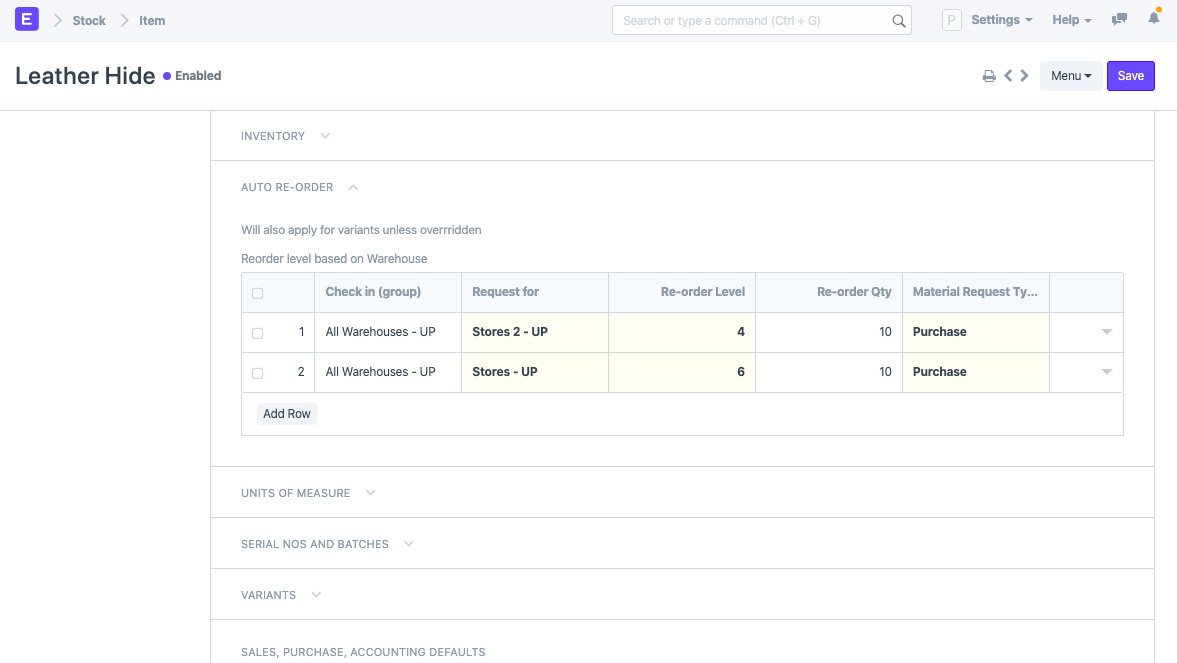 E Stock Item Search or type a command (Ctrl + G) P Settings Help
Leather Hide Enabled Menu Save
INVENTORY
AUTO RE-ORDER
Will also apply for variants unless overrridden
Reorder level based on Warehouse
Check in (group) Request for Re-order Level Re-order Qty Material Request Ty...
1 All Warehouses - UP Stores 2 - UP 4 10 Purchase
2 All Warehouses - UP Stores - UP 6 10 Purchase
Add Row
UNITS OF MEASURE
SERIAL NOS AND BATCHES
VARIANTS
SALES, PURCHASE, ACCOUNTING DEFAULTS